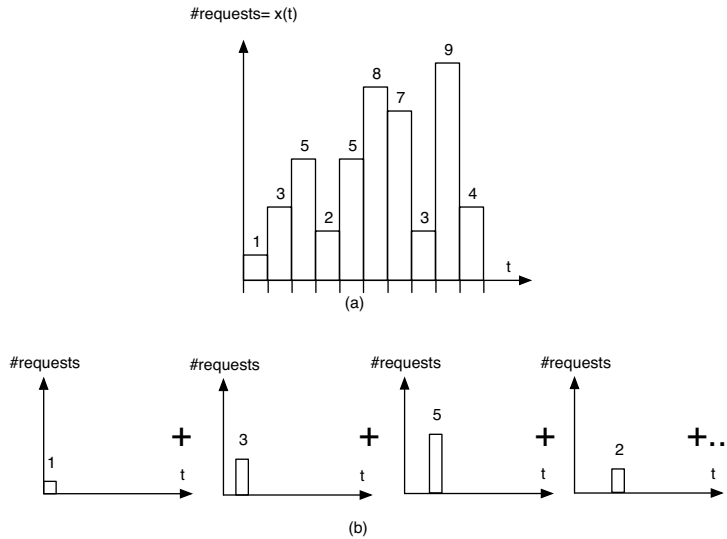 #requests= x(t)
9
8
7
5
5
4
3
3
2
1
t
(a)
#requests
#requests
#requests
#requests
5
3
2
1
+
+
+
+..
t
t
t
t
(b)